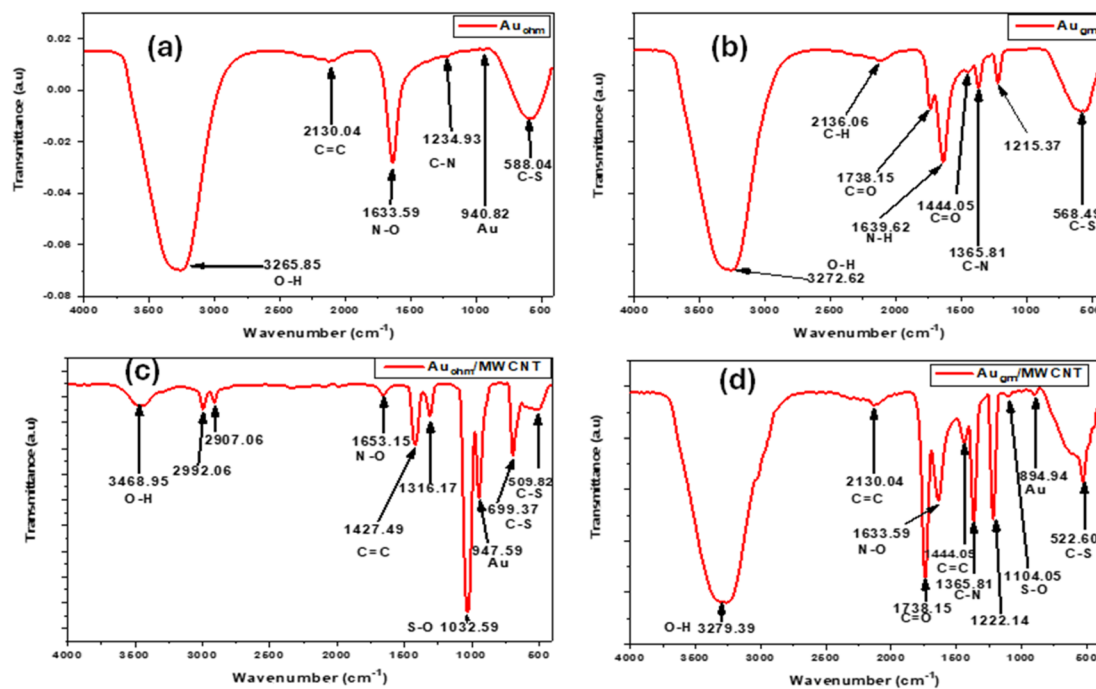 (a)
Au_ohm
Transmittance (a.u)
0.02
0.00
-0.02
-0.04
-0.06
-0.08
2130.04
C=C
1234.93
C-N
588.04
C-S
1633.59
N-O
940.82
Au
3265.85
O-H
4000 3500 3000 2500 2000 1500 1000 500
Wavenumber (cm⁻¹)
(b)
Au_gm
Transmittance (a.u)
2136.06
C-H
1738.15
C=O
1639.62
N-H
1444.05
C=O
1365.81
C-N
1215.37
568.49
C-S
O-H
3272.62
4000 3500 3000 2500 2000 1500 1000 500
Wavenumber (cm⁻¹)
(c)
Au_ohm/MWCNT
Transmittance (a.u)
3468.95
O-H
2992.06
2907.06
1653.15
N-O
1427.49
C=C
1316.17
S-O 1032.59
947.59
Au
699.37
C-S
509.82
C-S
4000 3500 3000 2500 2000 1500 1000 500
Wavenumber (cm⁻¹)
(d)
Au_gm/MWCNT
Transmittance (a.u)
2130.04
C=C
1633.59
N-O
1738.15
C=O
1444.05
C=C
1365.81
C-N
1222.14
1104.05
S-O
894.94
Au
522.60
C-S
O-H 3279.39
4000 3500 3000 2500 2000 1500 1000 500
Wavenumber (cm⁻¹)